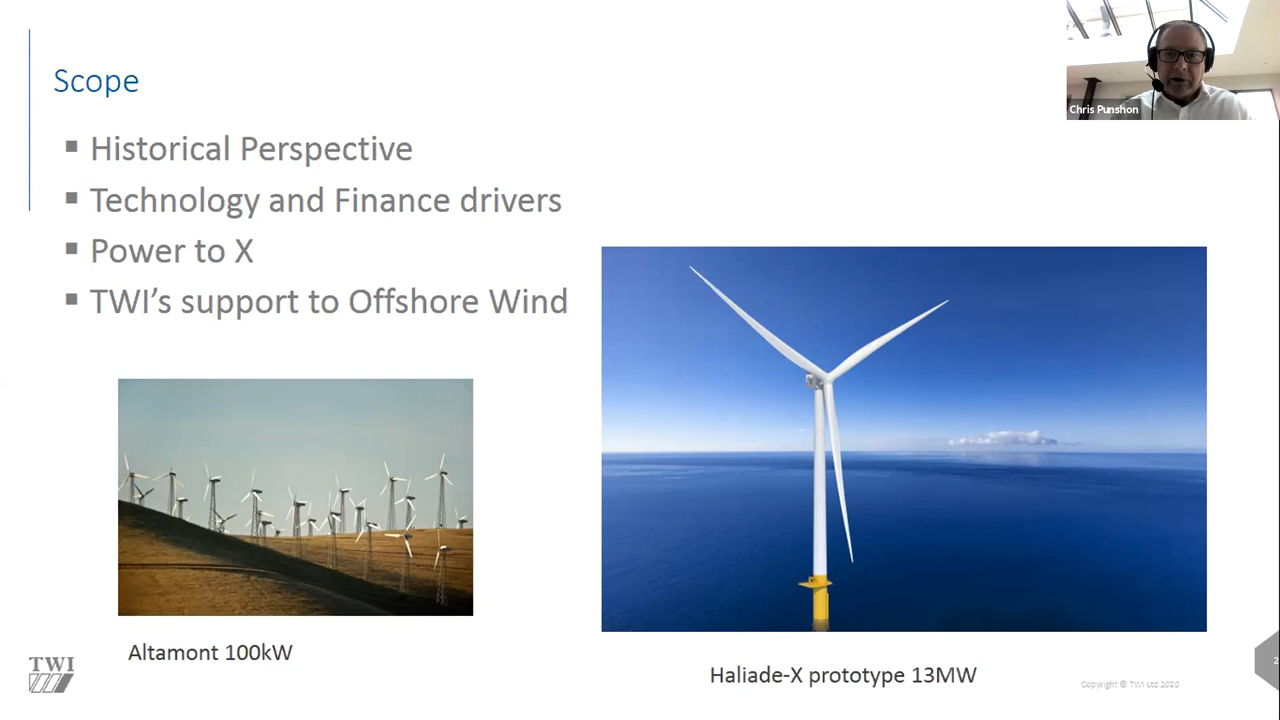 Scope
Historical Perspective
Technology and Finance drivers
Power to X
TWI’s support to Offshore Wind
Chris Punshon
Altamont 100kW
Haliade-X prototype 13MW
TWI
Copyright © TWI Ltd 2020
2